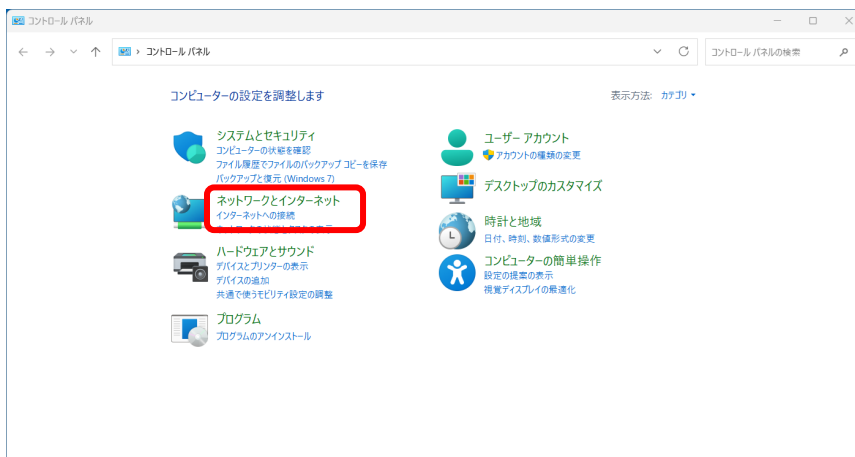 コントロール パネル
コントロール パネル
コントロール パネルの検索
コンピューターの設定を調整します
表示方法: カテゴリ
システムとセキュリティ
コンピューターの状態を確認
ファイル履歴でファイルのバックアップ コピーを保存
バックアップと復元 (Windows 7)
ネットワークとインターネット
インターネットへの接続
ハードウェアとサウンド
デバイスとプリンターの表示
デバイスの追加
共通で使うモビリティ設定の調整
プログラム
プログラムのアンインストール
ユーザー アカウント
アカウントの種類の変更
デスクトップのカスタマイズ
時計と地域
日付、時刻、数値形式の変更
コンピューターの簡単操作
設定の提案の表示
視覚ディスプレイの最適化